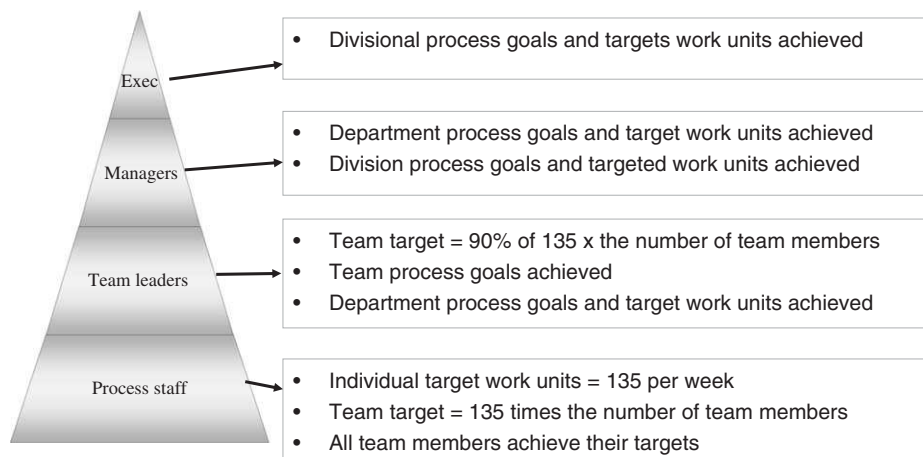 Exec
• Divisional process goals and targets work units achieved
Managers
• Department process goals and target work units achieved
• Division process goals and targeted work units achieved
Team leaders
• Team target = 90% of 135 x the number of team members
• Team process goals achieved
• Department process goals and target work units achieved
Process staff
• Individual target work units = 135 per week
• Team target = 135 times the number of team members
• All team members achieve their targets